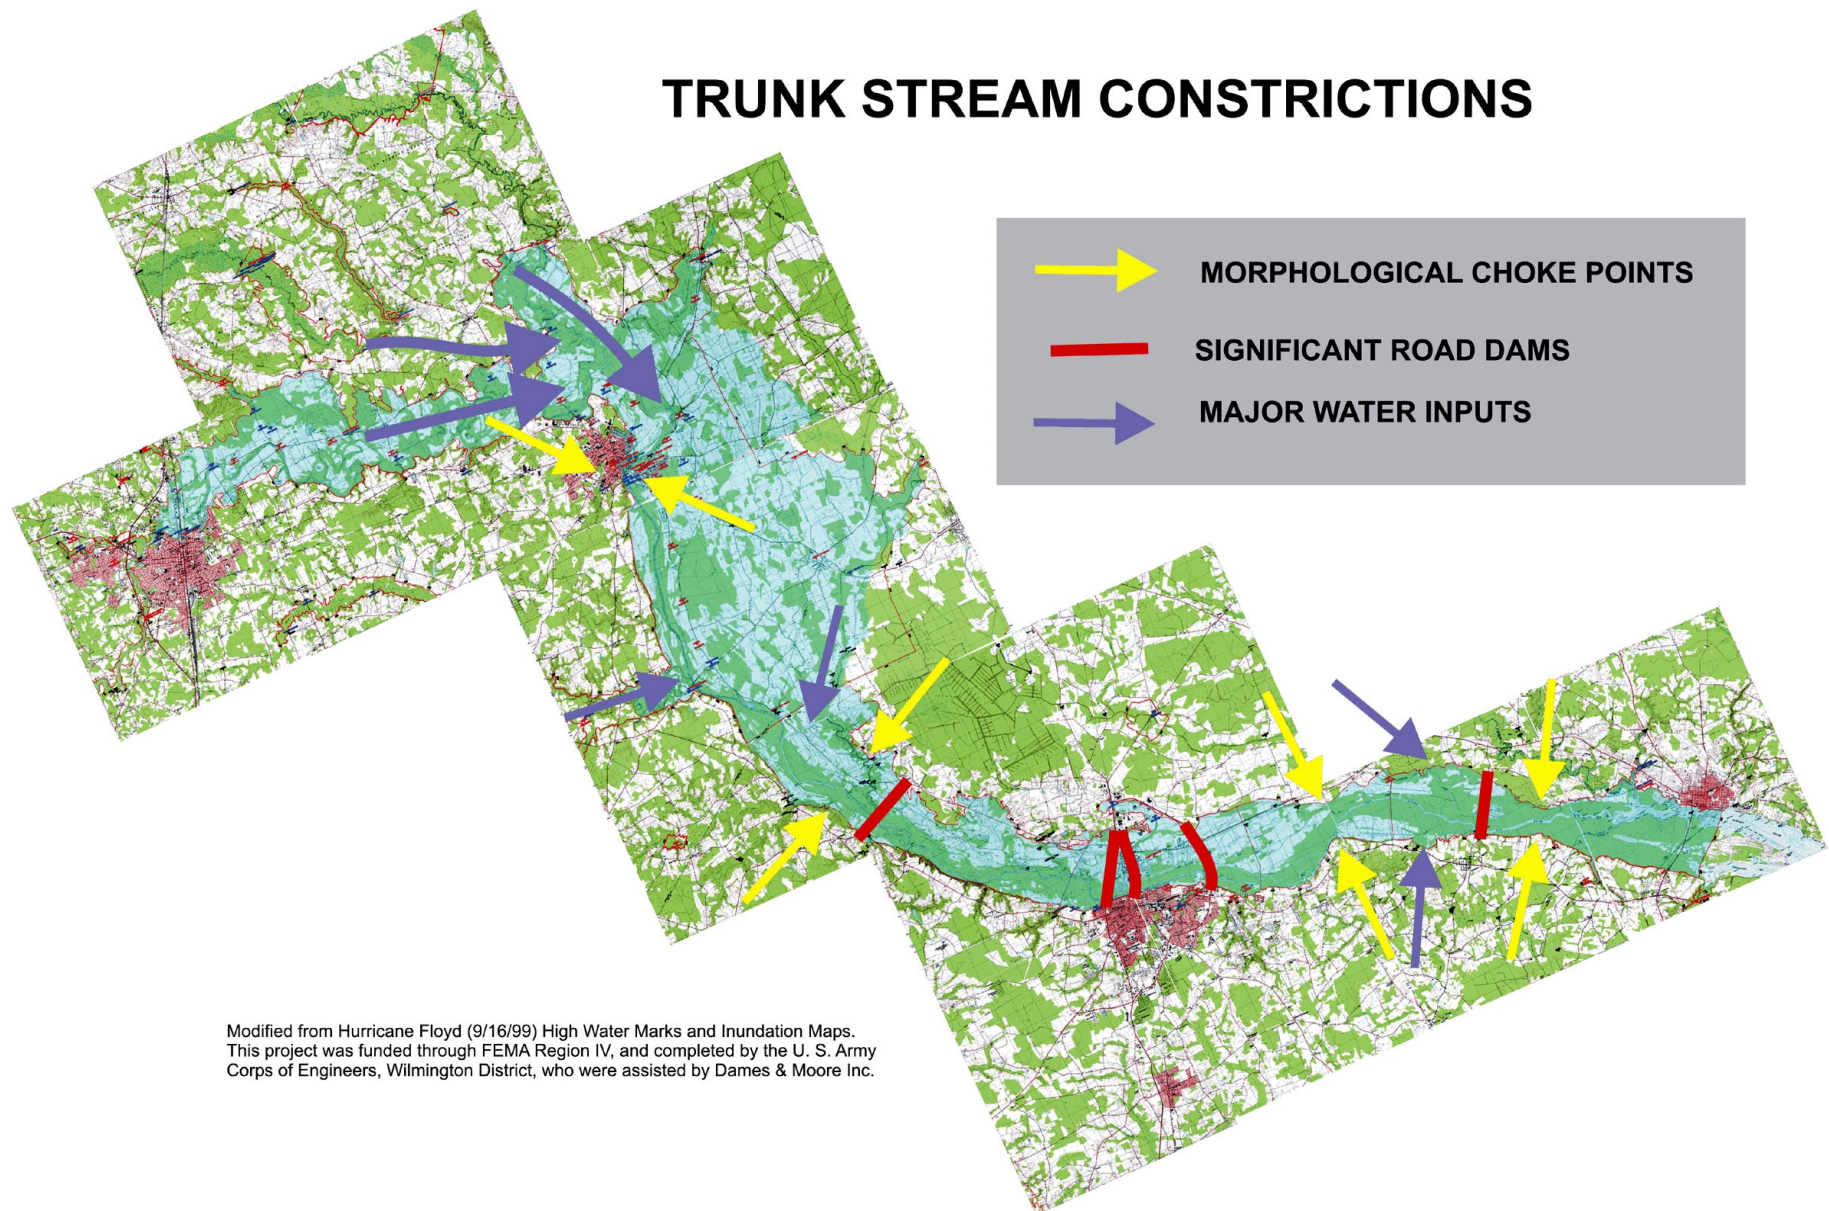 TRUNK STREAM CONSTRICTIONS
MORPHOLOGICAL CHOKE POINTS
SIGNIFICANT ROAD DAMS
MAJOR WATER INPUTS
Modified from Hurricane Floyd (9/16/99) High Water Marks and Inundation Maps.
This project was funded through FEMA Region IV, and completed by the U. S. Army
Corps of Engineers, Wilmington District, who were assisted by Dames & Moore Inc.